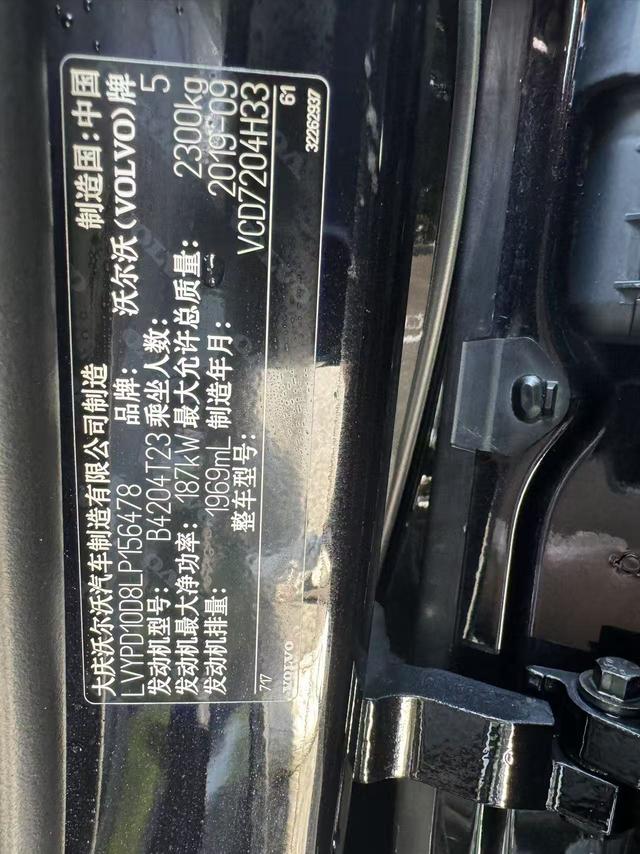 大庆沃尔沃汽车制造有限公司制造 制造国:中国
LVYPD10D8LP156478 品牌: 沃尔沃(VOLVO)牌
发动机型号: B4204T23 乘坐人数: 5
发动机最大净功率: 187kW 最大允许总质量: 2300kg
发动机排量: 1969mL 制造年月: 2019-09
整车型号: VCD7204H33
717 61
VOLVO 32262937